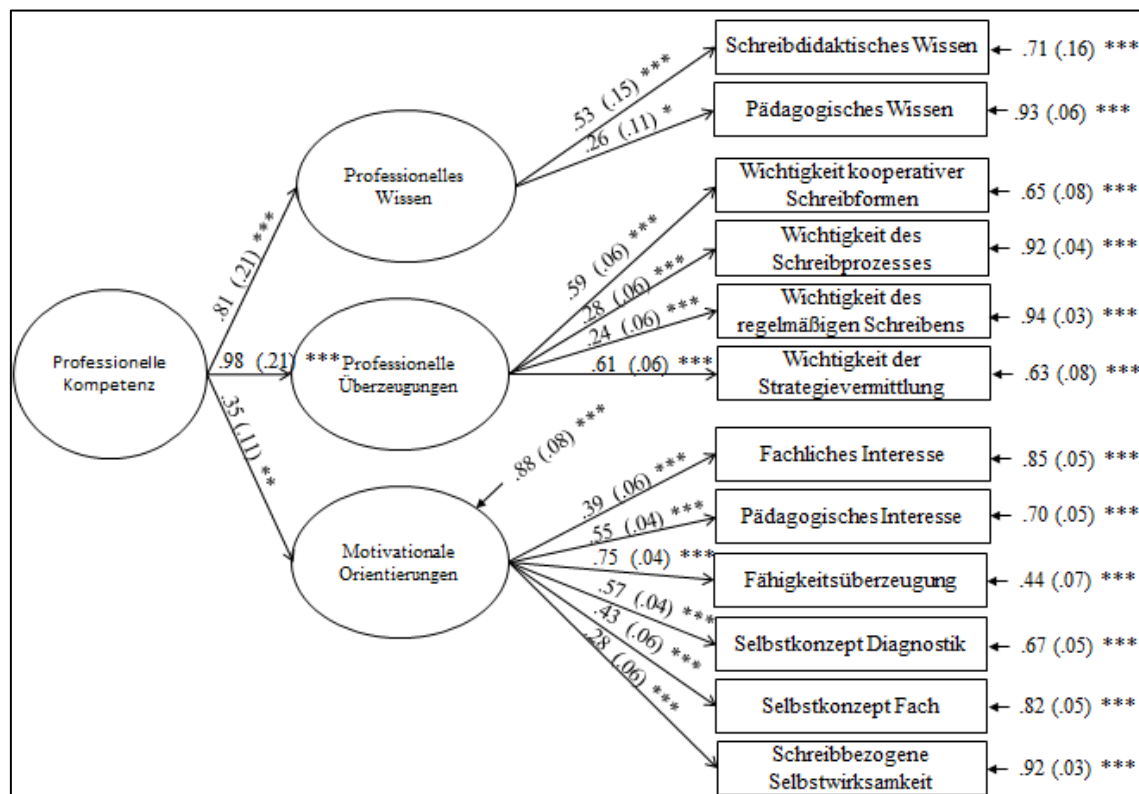 Schreibdidaktisches Wissen
.71 (.16) ***
.53 (.15) ***
Pädagogisches Wissen
.93 (.06) ***
.26 (.11) *
Professionelles
Wissen
Wichtigkeit kooperativer
Schreibformen
.65 (.08) ***
.59 (.06) ***
Wichtigkeit des
Schreibprozesses
.92 (.04) ***
.28 (.06) ***
Wichtigkeit des
regelmäßigen Schreibens
.94 (.03) ***
.24 (.06) ***
Wichtigkeit der
Strategievermittlung
.63 (.08) ***
.61 (.06) ***
.81 (.21) ***
Professionelle
Kompetenz
.98 (.21) ***
Professionelle
Überzeugungen
.35 (.11) **
.88 (.08) ***
Motivationale
Orientierungen
Fachliches Interesse
.85 (.05) ***
.39 (.06) ***
Pädagogisches Interesse
.70 (.05) ***
.55 (.04) ***
Fähigkeitsüberzeugung
.44 (.07) ***
.75 (.04) ***
Selbstkonzept Diagnostik
.67 (.05) ***
.57 (.04) ***
Selbstkonzept Fach
.82 (.05) ***
.43 (.06) ***
Schreibbezogene
Selbstwirksamkeit
.92 (.03) ***
.28 (.06) ***